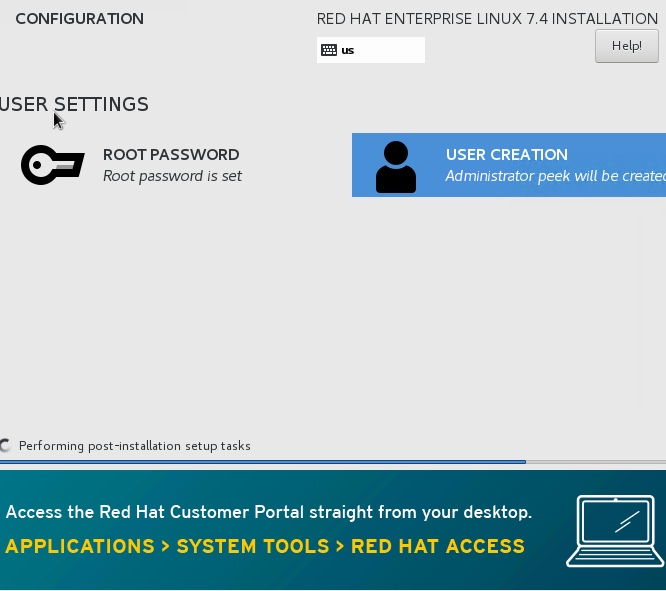 CONFIGURATION
RED HAT ENTERPRISE LINUX 7.4 INSTALLATION
us
Help!
USER SETTINGS
ROOT PASSWORD
Root password is set
USER CREATION
Administrator peek will be created
Performing post-installation setup tasks
Access the Red Hat Customer Portal straight from your desktop.
APPLICATIONS > SYSTEM TOOLS > RED HAT ACCESS